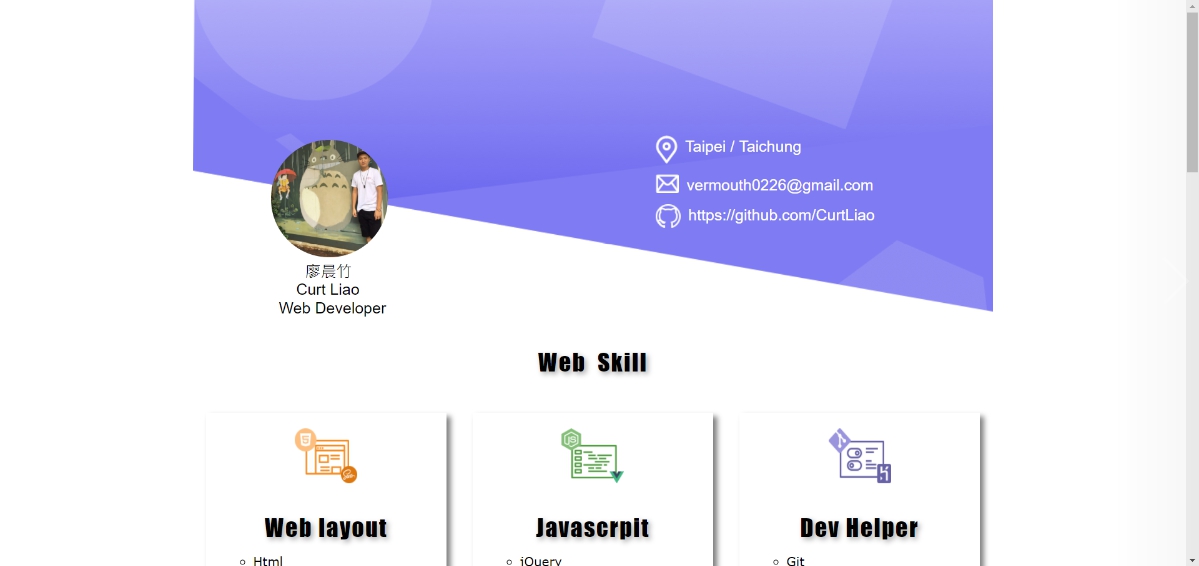 Taipei / Taichung
vermouth0226@gmail.com
https://github.com/CurtLiao
廖晨竹
Curt Liao
Web Developer
Web Skill
Web layout
Javascrpit
Dev Helper
Html
jQuery
Git